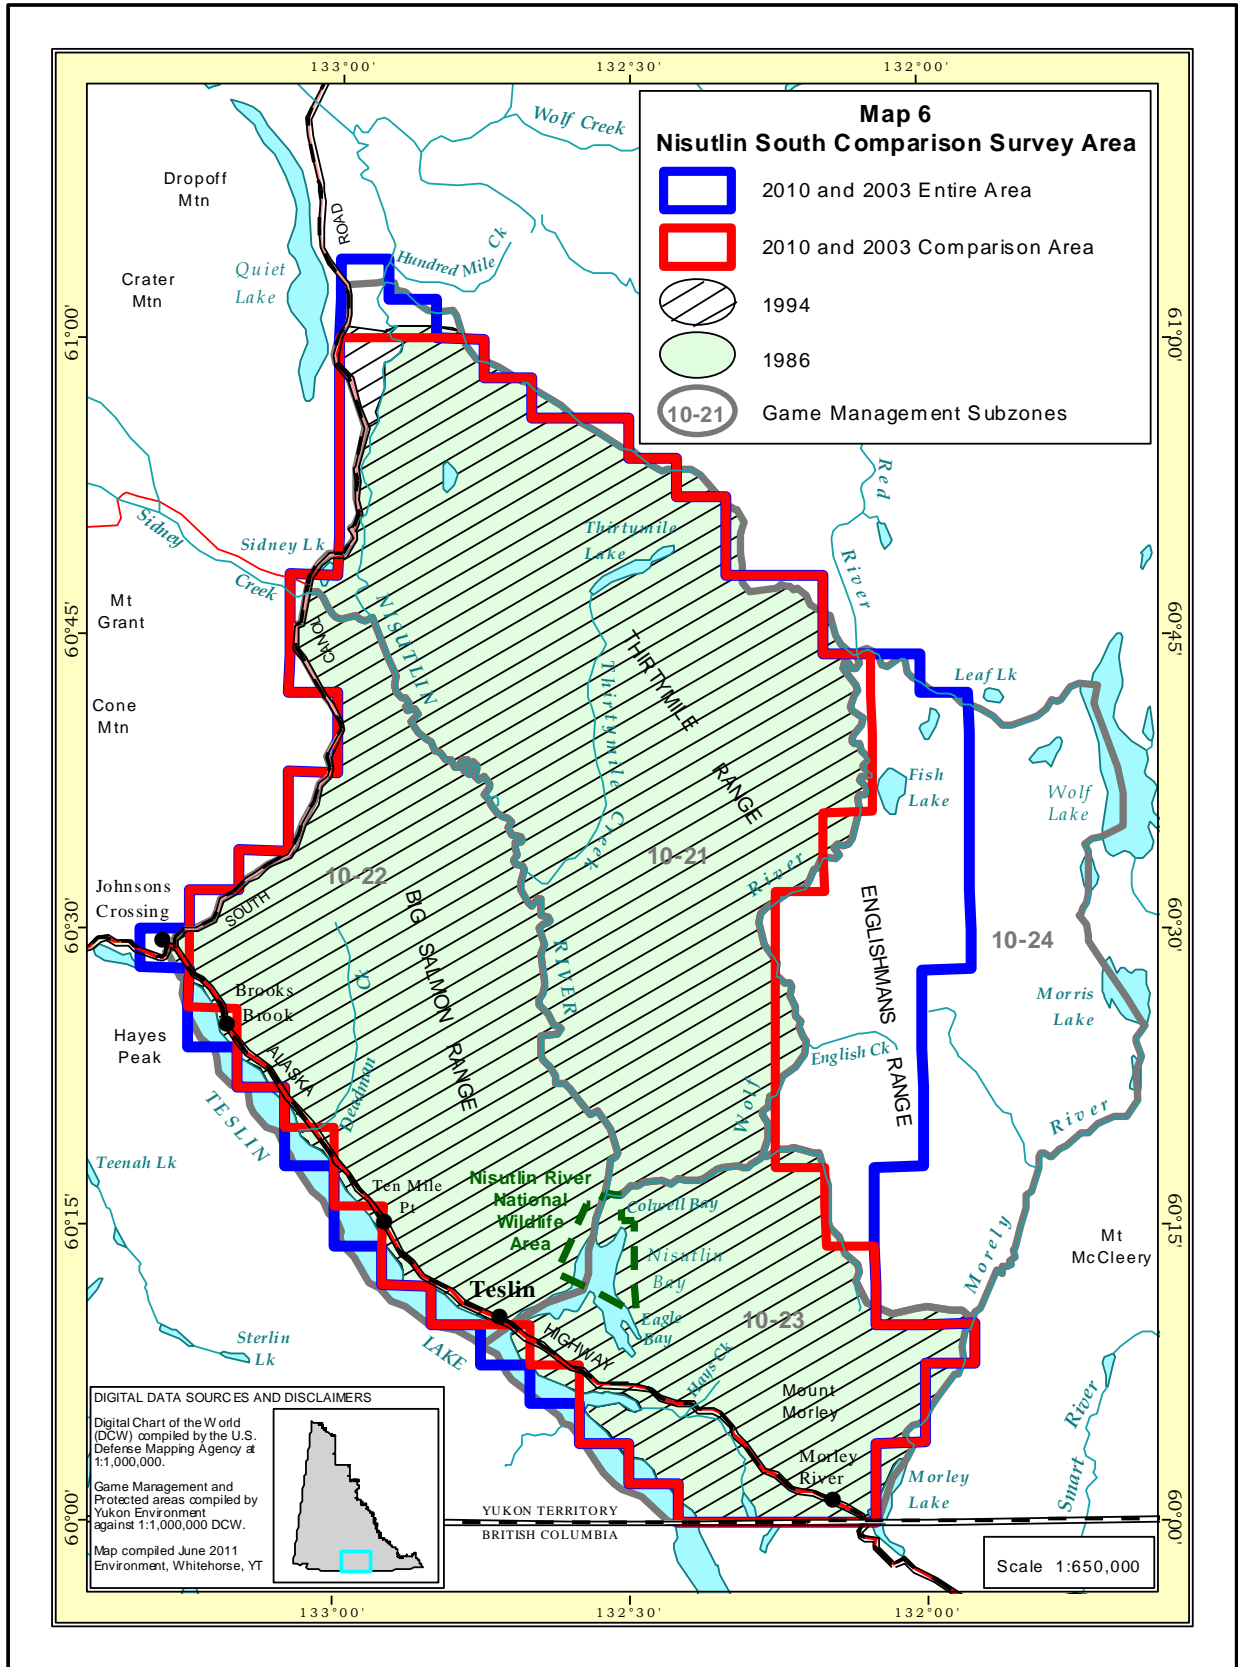 133°00'
132°30'
132°00'
Map 6
Nisutlin South Comparison Survey Area
2010 and 2003 Entire Area
2010 and 2003 Comparison Area
1994
1986
10-21
Game Management Subzones
Wolf Creek
Dropoff
Mtn
ROAD
Hundred Mile Ck
Quiet
Lake
Crater
Mtn
61°00'
61°00'
Red
River
Thirtymile
Lake
Sidney
Creek
Sidney Lk
Mt
Grant
CANOL
NISUTLIN
RIVER
60°45'
60°45'
THIRTYMILE
RANGE
Thirtymile Creek
Leaf Lk
Cone
Mtn
Fish
Lake
Wolf
Lake
10-21
10-22
River
Johnsons
Crossing
SOUTH
BIG SALMON RANGE
ENGLISHMANS RANGE
60°30'
60°30'
10-24
Brooks
Brook
Ck
Morris
Lake
Hayes
Peak
English Ck
ALASKA
Deadman
Wolf
TESLIN
River
Teenah Lk
Ten Mile
Pt
Nisutlin River
National
Wildlife
Area
Colwell Bay
60°15'
60°15'
Mt
McCleery
Nisutlin
Bay
Morely
Teslin
Eagle
Bay
10-23
HIGHWAY
LAKE
Sterlin
Lk
Hays Ck
Mount
Morley
Smart River
Morley
River
Morley
Lake
DIGITAL DATA SOURCES AND DISCLAIMERS
Digital Chart of the World
(DCW) compiled by the U.S.
Defense Mapping Agency at
1:1,000,000.
Game Management and
Protected areas compiled by
Yukon Environment
against 1:1,000,000 DCW.
Map compiled June 2011
Environment, Whitehorse, YT
YUKON TERRITORY
BRITISH COLUMBIA
60°00'
60°00'
Scale 1:650,000
133°00'
132°30'
132°00'